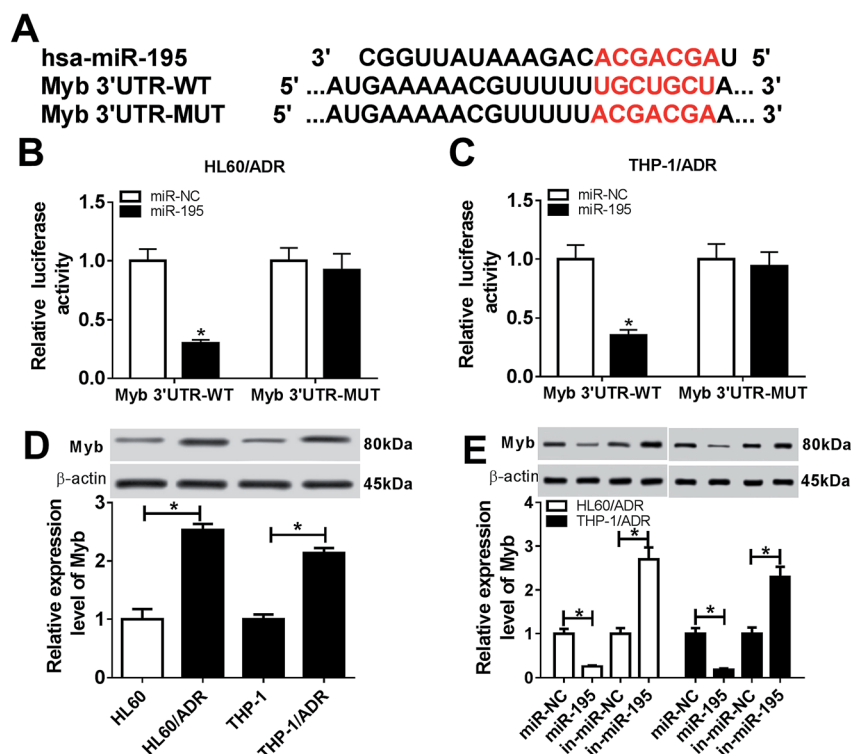 A
hsa-miR-195 3' CGGUUAUAAAGACACGACGAU 5'
Myb 3'UTR-WT 5' ...AUGAAAAACGUUUUUUGCUGCUA... 3'
Myb 3'UTR-MUT 5' ...AUGAAAAACGUUUUUACGACGAA... 3'
B
HL60/ADR
miR-NC
miR-195
Relative luciferase
activity
1.5
1.0
0.5
0.0
*
Myb 3'UTR-WT Myb 3'UTR-MUT
C
THP-1/ADR
miR-NC
miR-195
Relative luciferase
activity
1.5
1.0
0.5
0.0
*
Myb 3'UTR-WT Myb 3'UTR-MUT
D
Myb 80kDa
β-actin 45kDa
Relative expression
level of Myb
3
2
1
0
* *
HL60 HL60/ADR THP-1 THP-1/ADR
E
Myb 80kDa
β-actin 45kDa
HL60/ADR
THP-1/ADR
Relative expression
level of Myb
4
3
2
1
0
* * * *
miR-NC miR-195 in-miR-NC in-miR-195 miR-NC miR-195 in-miR-NC in-miR-195